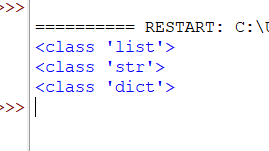 >>>
========== RESTART: C:\
<class 'list'>
<class 'str'>
<class 'dict'>
>>>